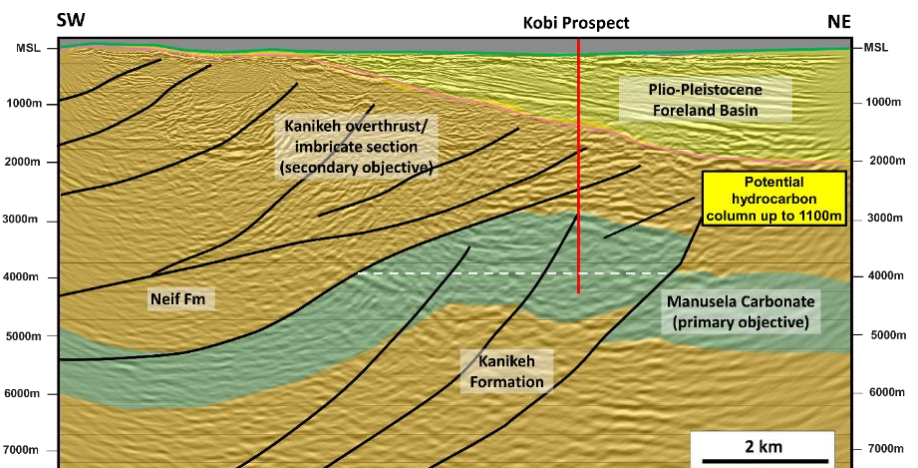 SW
Kobi Prospect
NE
MSL
MSL
1000m
1000m
2000m
2000m
3000m
3000m
4000m
4000m
5000m
5000m
6000m
6000m
7000m
7000m
Plio-Pleistocene
Foreland Basin
Kanikeh overthrust/
imbricate section
(secondary objective)
Potential
hydrocarbon
column up to 1100m
Neif Fm
Manusela Carbonate
(primary objective)
Kanikeh
Formation
2 km